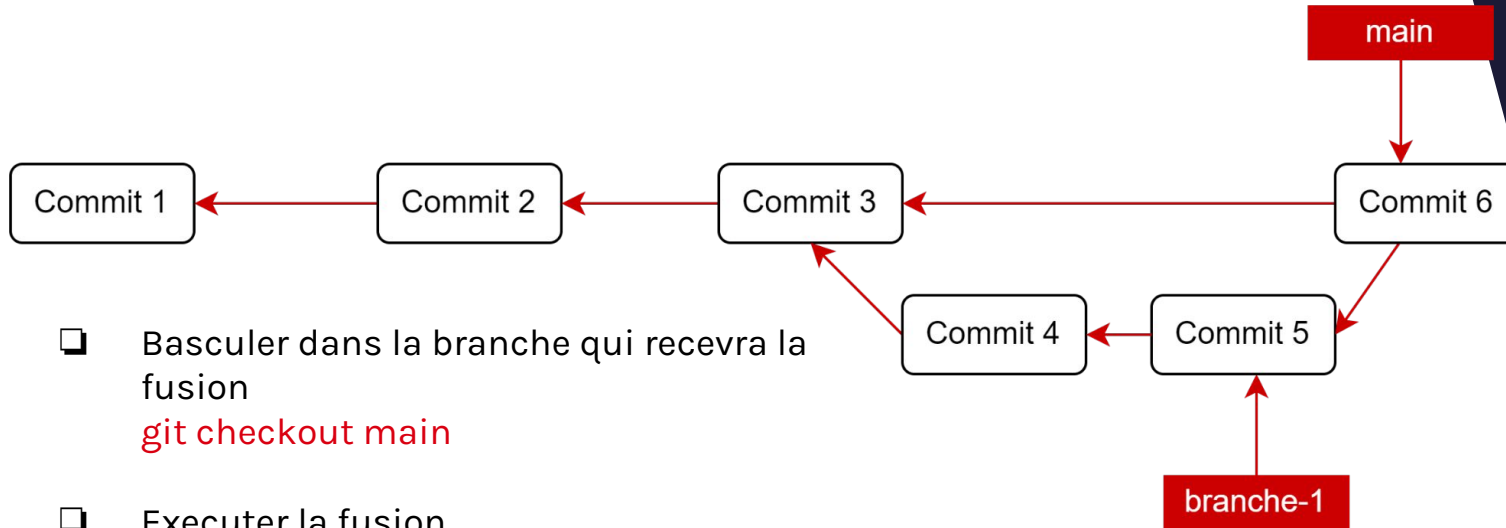 main
Commit 1
Commit 2
Commit 3
Commit 6
Commit 4
Commit 5
branche-1
Basculer dans la branche qui recevra la
fusion
git checkout main
Executer la fusion